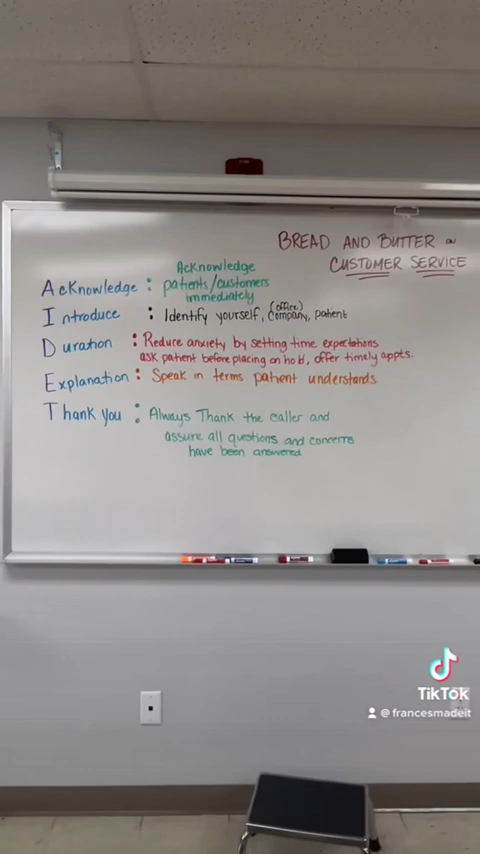 BREAD AND BUTTER on
CUSTOMER SERVICE
Acknowledge : Acknowledge
patients/customers
immediately
Introduce : Identify yourself, (office) company, patient
Duration : Reduce anxiety by setting time expectations
ask patient before placing on hold, offer timely appts.
Explanation : Speak in terms patient understands
Thank you : Always Thank the caller and
assure all questions and concerns
have been answered
TikTok
@francesmadeit